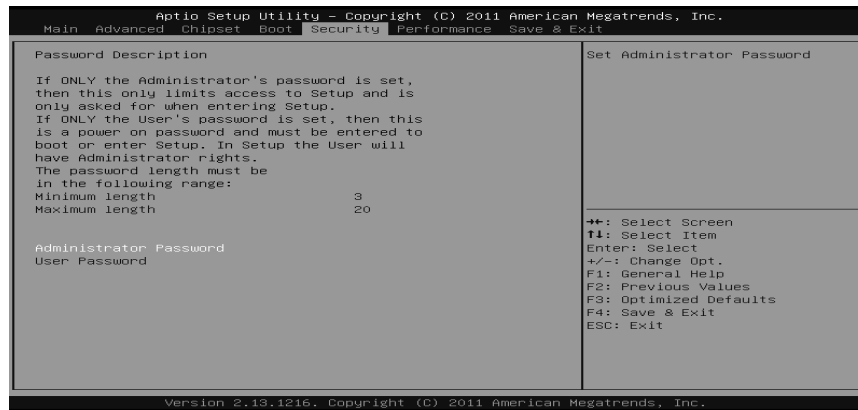 Aptio Setup Utility – Copyright (C) 2011 American Megatrends, Inc.
Main Advanced Chipset Boot Security Performance Save & Exit
Password Description
If ONLY the Administrator's password is set,
then this only limits access to Setup and is
only asked for when entering Setup.
If ONLY the User's password is set, then this
is a power on password and must be entered to
boot or enter Setup. In Setup the User will
have Administrator rights.
The password length must be
in the following range:
Minimum length 3
Maximum length 20
Administrator Password
User Password
Set Administrator Password
→←: Select Screen
↑↓: Select Item
Enter: Select
+/-: Change Opt.
F1: General Help
F2: Previous Values
F3: Optimized Defaults
F4: Save & Exit
ESC: Exit
Version 2.13.1216. Copyright (C) 2011 American Megatrends, Inc.